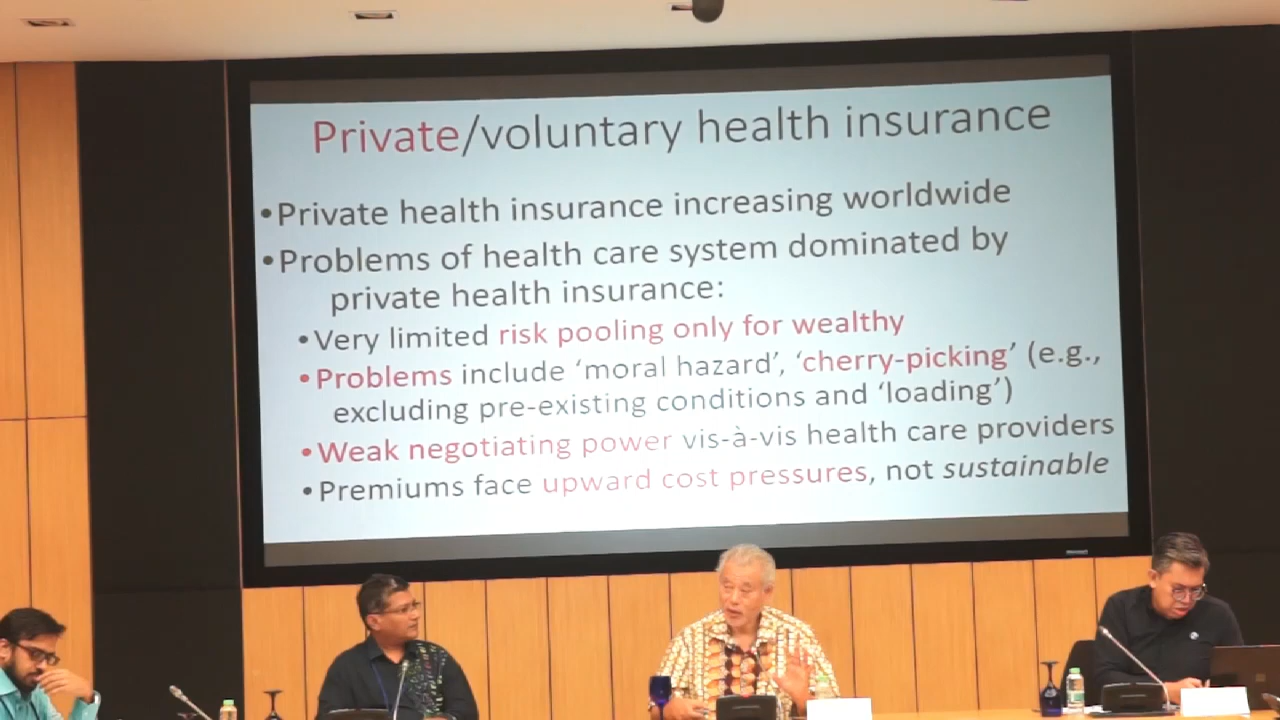 Private/voluntary health insurance
•Private health insurance increasing worldwide
•Problems of health care system dominated by
private health insurance:
•Very limited risk pooling only for wealthy
•Problems include ‘moral hazard’, ‘cherry-picking’ (e.g.,
excluding pre-existing conditions and ‘loading’)
•Weak negotiating power vis-à-vis health care providers
•Premiums face upward cost pressures, not sustainable